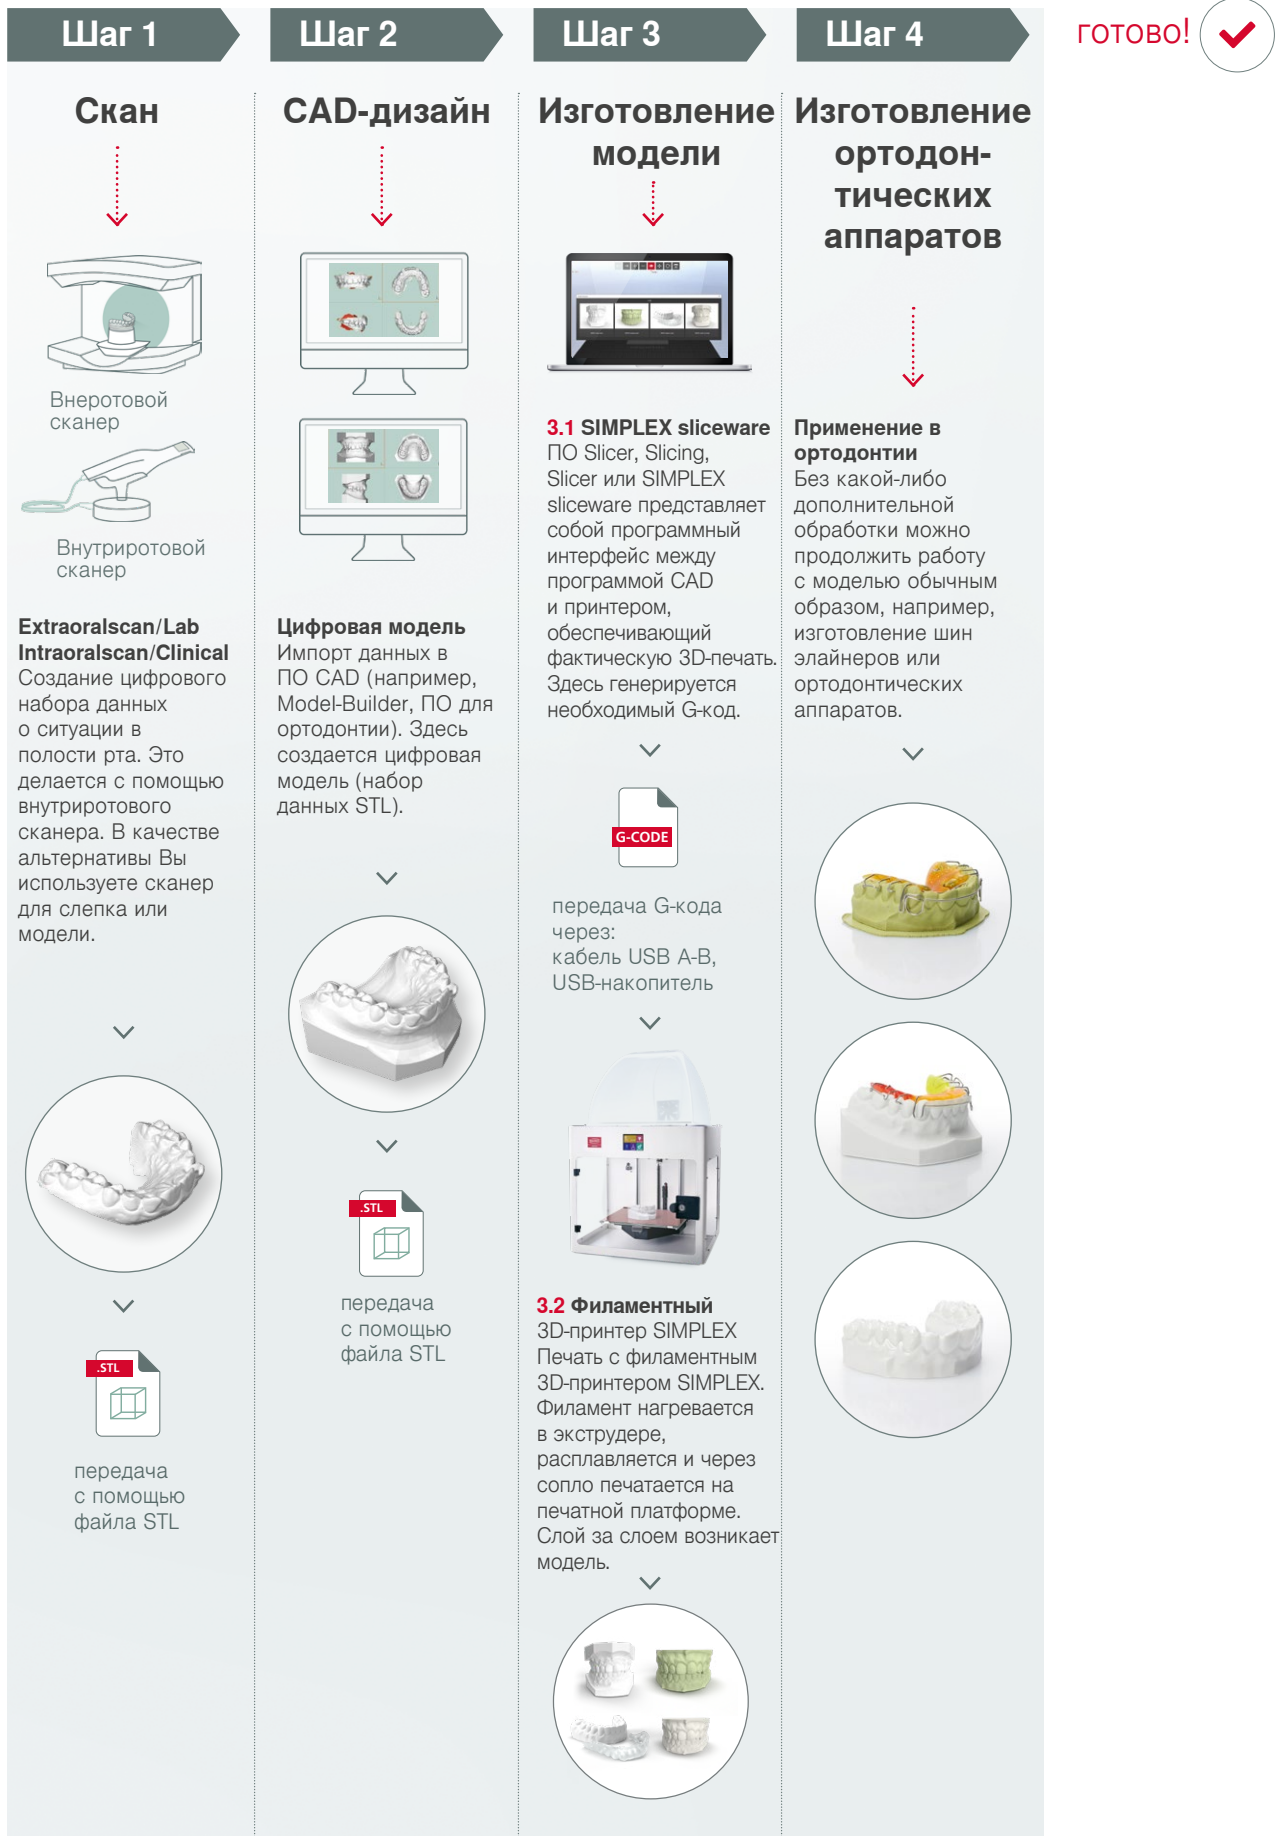 Шаг 1
Шаг 2
Шаг 3
Шаг 4
готово!
Скан
Внеротовой
сканер
Внутриротовой
сканер
Extraoralscan/Lab
Intraoralscan/Clinical
Создание цифрового
набора данных
о ситуации в
полости рта. Это
делается с помощью
внутриротового
сканера. В качестве
альтернативы Вы
используете сканер
для слепка или
модели.
.STL
передача
с помощью
файла STL
CAD-дизайн
Цифровая модель
Импорт данных в
ПО CAD (например,
Model-Builder, ПО для
ортодонтии). Здесь
создается цифровая
модель (набор
данных STL).
.STL
передача
с помощью
файла STL
Изготовление
модели
3.1 SIMPLEX sliceware
ПО Slicer, Slicing,
Slicer или SIMPLEX
sliceware представляет
собой программный
интерфейс между
программой CAD
и принтером,
обеспечивающий
фактическую 3D-печать.
Здесь генерируется
необходимый G-код.
G-CODE
передача G-кода
через:
кабель USB A-B,
USB-накопитель
3.2 Филаментный
3D-принтер SIMPLEX
Печать с филаментным
3D-принтером SIMPLEX.
Филамент нагревается
в экструдере,
расплавляется и через
сопло печатается на
печатной платформе.
Слой за слоем возникает
модель.
Изготовление
ортодон-
тических
аппаратов
Применение в
ортодонтии
Без какой-либо
дополнительной
обработки можно
продолжить работу
с моделью обычным
образом, например,
изготовление шин
элайнеров или
ортодонтических
аппаратов.